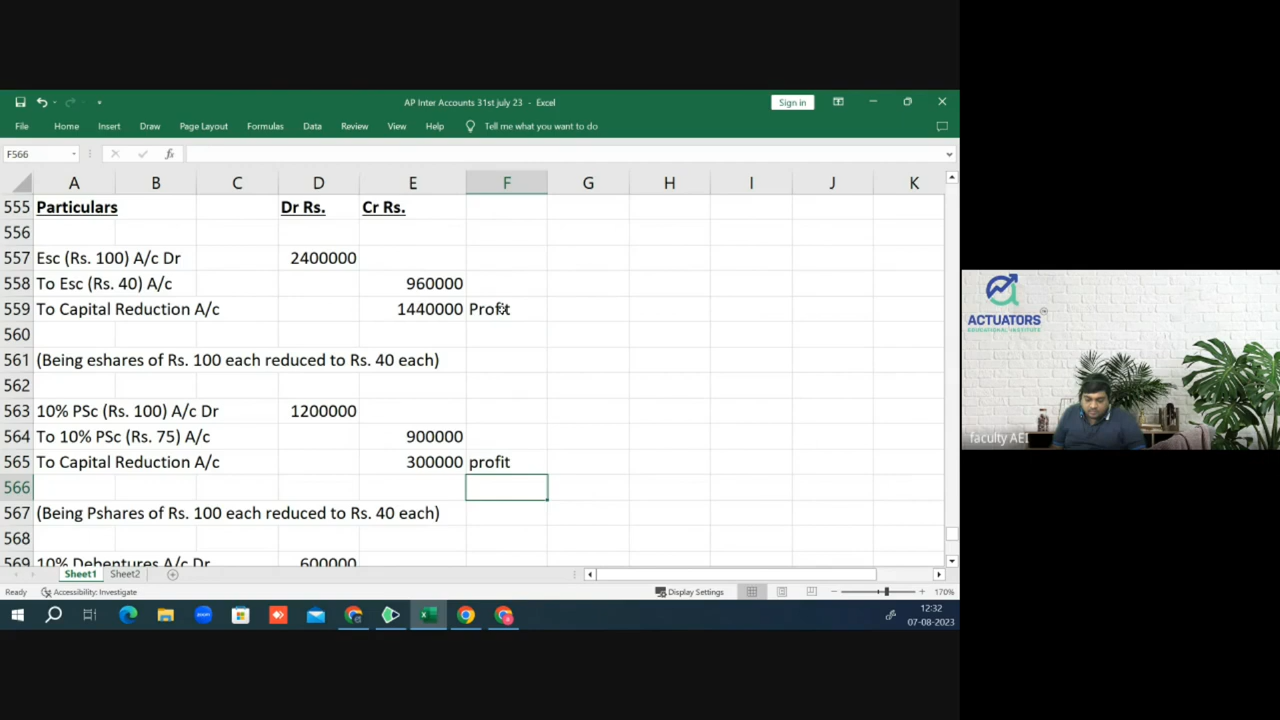 AP Inter Accounts 31st july 23 - Excel
Sign in
File Home Insert Draw Page Layout Formulas Data Review View Help Tell me what you want to do
F566 fx
A B C D E F G H I J K
555 Particulars Dr Rs. Cr Rs.
556
557 Esc (Rs. 100) A/c Dr 2400000
558 To Esc (Rs. 40) A/c 960000
559 To Capital Reduction A/c 1440000 Profit
560
561 (Being eshares of Rs. 100 each reduced to Rs. 40 each)
562
563 10% PSc (Rs. 100) A/c Dr 1200000
564 To 10% PSc (Rs. 75) A/c 900000
565 To Capital Reduction A/c 300000 profit
566
567 (Being Pshares of Rs. 100 each reduced to Rs. 40 each)
568
569 10% Debentures A/c Dr 600000
Sheet1 Sheet2
Ready Accessibility: Investigate Display Settings 170%
12:32
07-08-2023
ACTUATORS
EDUCATIONAL INSTITUTE
faculty AEI